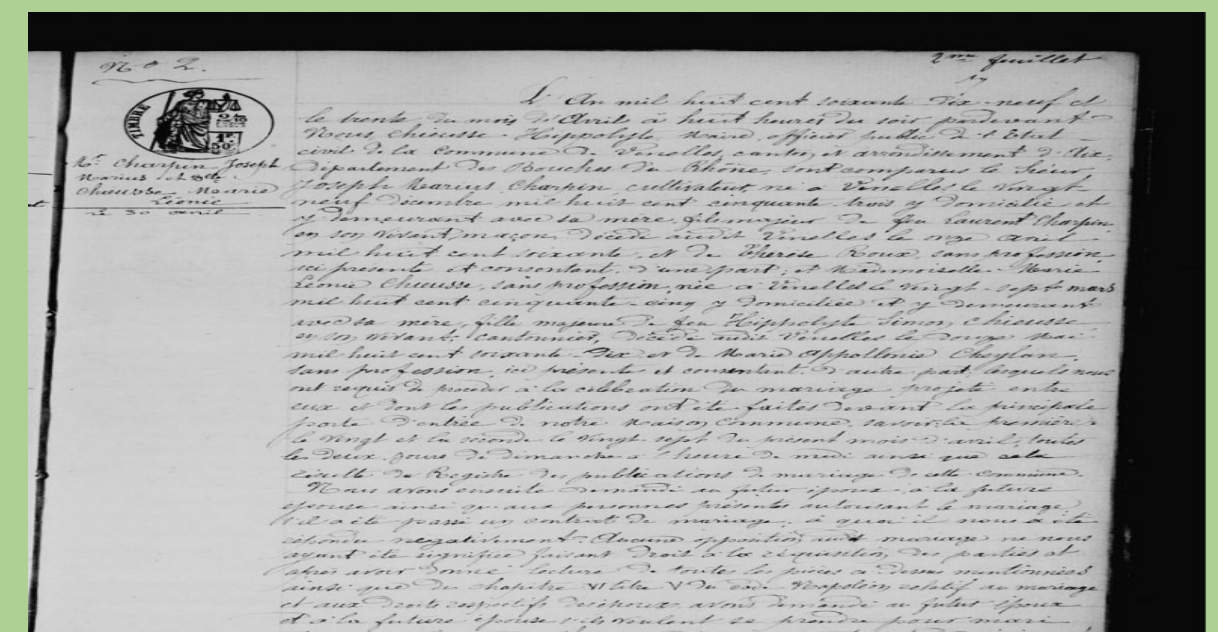 N° 2.
2me feuillet
TIMBRE
Mr Charpin Joseph
Marius et Dlle
Chieusse Marie
Léonie
le 30 avril
L'An mil huit cent soixante Dix-neuf et
le trente du mois d'Avril à huit heures du soir pardevant
Nous, Chieusse Hippolyte, Maire, officier public de l'Etat
civil de la Commune de Venelles, canton et arrondissement d'Aix,
Département des Bouches du Rhône, sont comparus le Sieur
Joseph Marius Charpin, cultivateur, né à Venelles le vingt
neuf décembre mil huit cent cinquante trois y domicilié et
y demeurant avec sa mère, fils majeur de feu Laurent Charpin,
en son vivant, maçon, décédé audit Venelles le onze avril
mil huit cent soixante, et de Thérèse Roux, sans profession
ici présente et consentant, d'une part, et Mademoiselle Marie
Léonie Chieusse, sans profession, née à Venelles le vingt-sept mars
mil huit cent cinquante-cinq y domiciliée et y demeurant
avec sa mère, fille majeure de feu Hippolyte Simon Chieusse
en son vivant, cantonnier, décédé audit Venelles le douze Mai
mil huit cent soixante-Dix et de Marie Appollonie Cheylan,
sans profession, ici présente et consentant, d'autre part, lesquels nous
ont requis de procéder à la célébration du mariage projeté entre
eux et dont les publications ont été faites devant la principale
porte d'entrée de notre Maison Commune, savoir: la première
le vingt et la seconde le vingt sept du présent mois d'avril, toutes
les deux jours de dimanche à l'heure de midi ainsi que cela
résulte du Registre de publications de mariage de cette commune.
Nous avons ensuite demandé au futur époux, à la future
épouse ainsi qu'aux personnes présentes autorisant le mariage,
s'il a été passé un contrat de mariage, à quoi il nous a été
répondu négativement. Aucune opposition audit mariage ne nous
ayant été signifiée faisant droit à la réquisition des parties et
après avoir donné lecture de toutes les pièces ci dessus mentionnées
ainsi que du chapitre VI titre V du code Napoléon relatif au mariage
et aux droits respectifs des époux, avons demandé au futur époux
et à la future épouse s'ils veulent se prendre pour mari